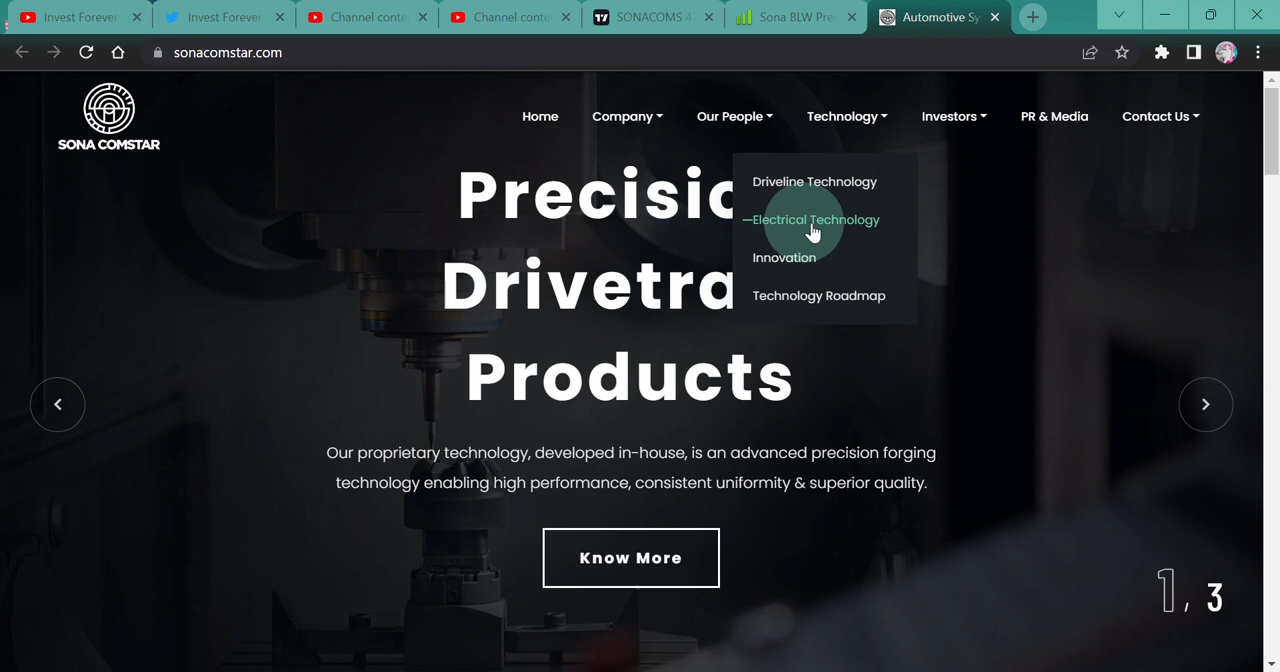 Invest Forever
Invest Forever
Channel conte
Channel conte
SONACOMS 4
Sona BLW Pre
Automotive Sy
sonacomstar.com
SONA COMSTAR
Home
Company
Our People
Technology
Investors
PR & Media
Contact Us
Driveline Technology
Electrical Technology
Innovation
Technology Roadmap
Precisio
Drivetra
Products
Our proprietary technology, developed in-house, is an advanced precision forging
technology enabling high performance, consistent uniformity & superior quality.
Know More
1, 3